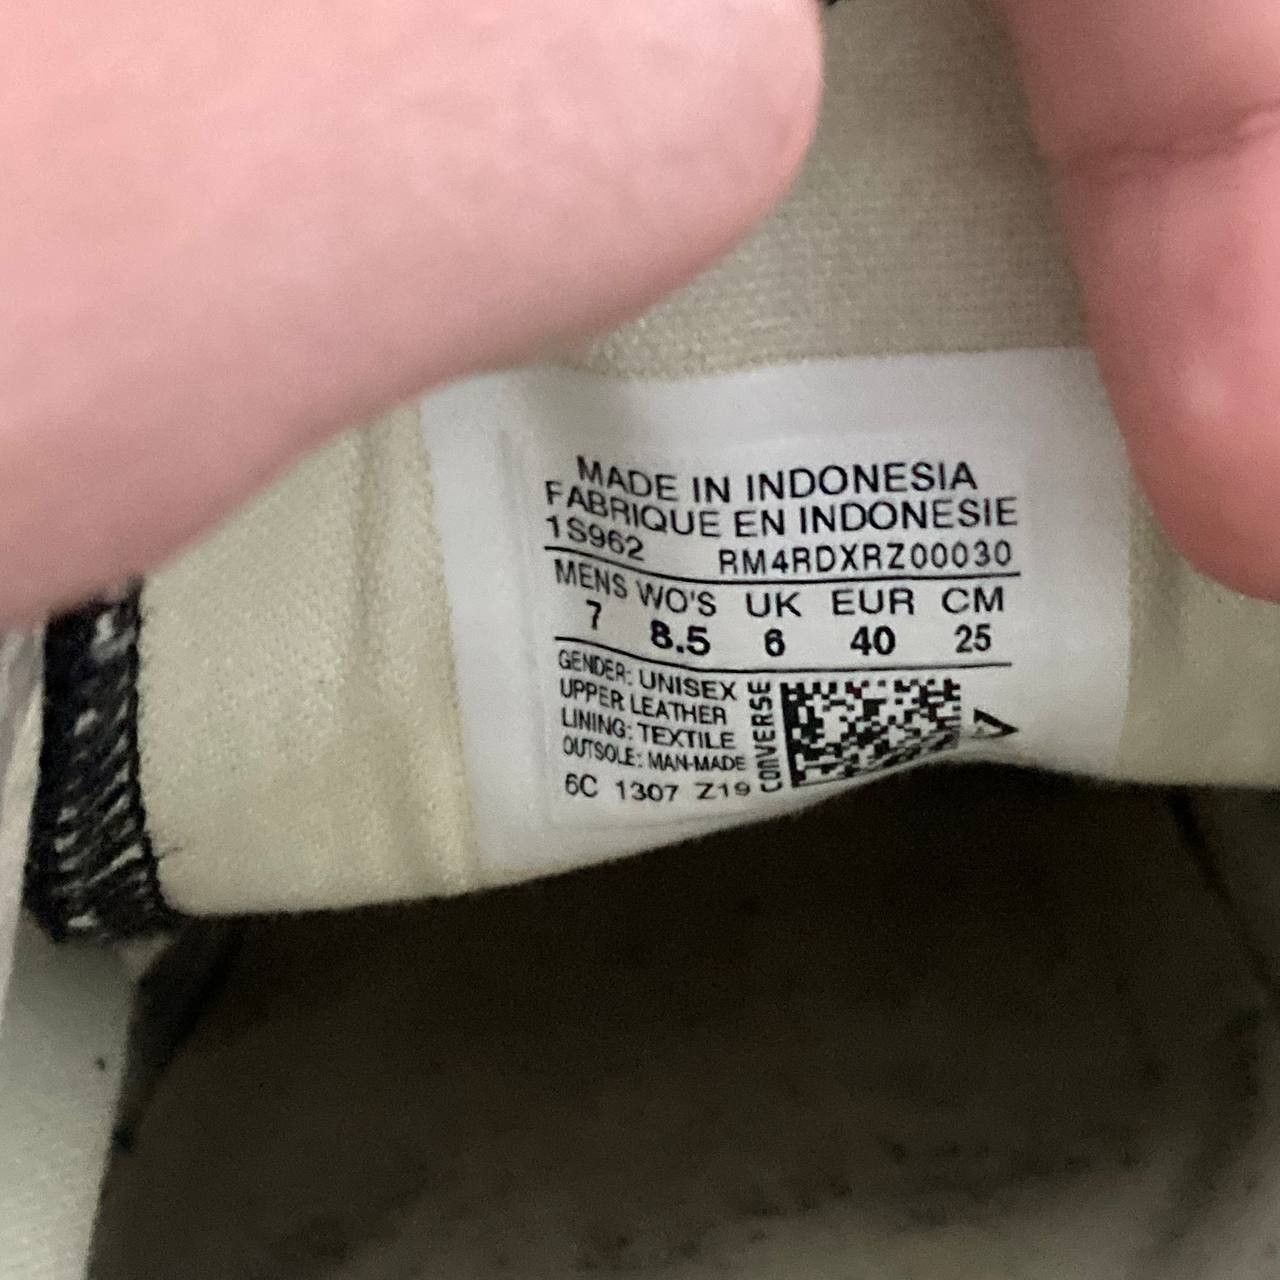 MADE IN INDONESIA
FABRIQUE EN INDONESIE
1S962 RM4RDXRZ00030
MENS WO'S UK EUR CM
7 8.5 6 40 25
GENDER: UNISEX
UPPER LEATHER
LINING: TEXTILE
OUTSOLE: MAN-MADE
6C 1307 Z19
CONVERSE